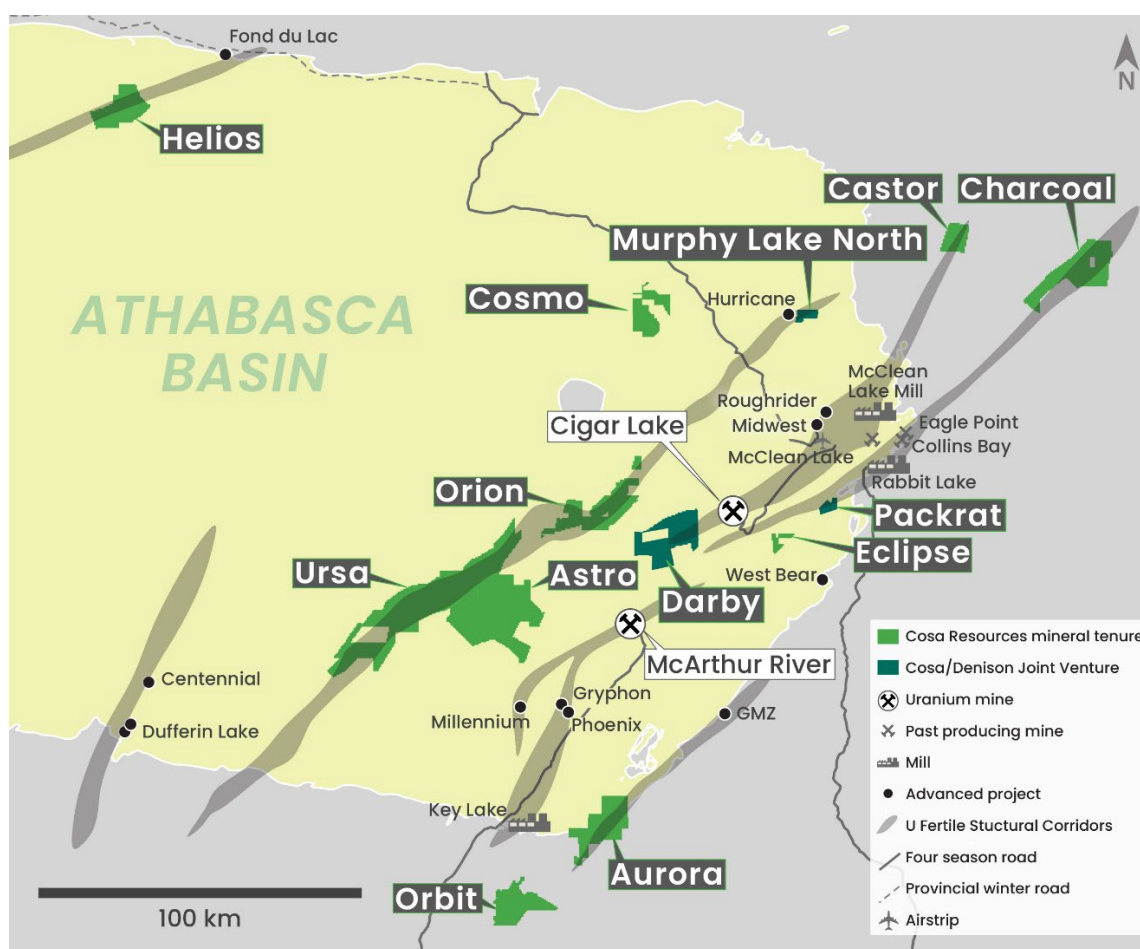 Fond du Lac
N
Helios
Castor
Charcoal
Murphy Lake North
Cosmo
Hurricane
ATHABASCA
BASIN
McClean
Lake Mill
Roughrider
Midwest
Cigar Lake
Eagle Point
McClean Lake
Collins Bay
Rabbit Lake
Orion
Packrat
Eclipse
Ursa
Astro
West Bear
Darby
McArthur River
Centennial
Gryphon
Millennium
Phoenix
GMZ
Dufferin Lake
Key Lake
Aurora
Orbit
100 km
Cosa Resources mineral tenure
Cosa/Denison Joint Venture
Uranium mine
Past producing mine
Mill
Advanced project
U Fertile Stuctural Corridors
Four season road
Provincial winter road
Airstrip